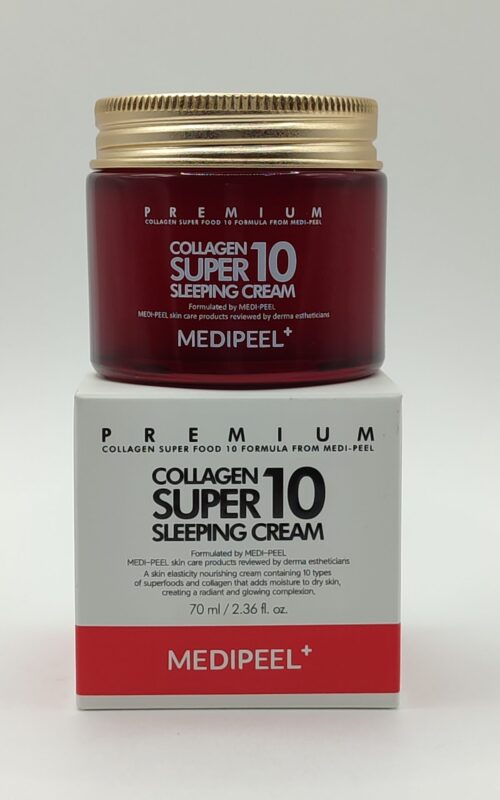 PREMIUM
COLLAGEN SUPER FOOD 10 FORMULA FROM MEDI-PEEL
COLLAGEN
SUPER 10
SLEEPING CREAM
Formulated by MEDI-PEEL
MEDI-PEEL skin care products reviewed by derma estheticians
MEDIPEEL+
PREMIUM
COLLAGEN SUPER FOOD 10 FORMULA FROM MEDI-PEEL
COLLAGEN
SUPER 10
SLEEPING CREAM
Formulated by MEDI-PEEL
MEDI-PEEL skin care products reviewed by derma estheticians
A skin elasticity nourishing cream containing 10 types
of superfoods and collagen that adds moisture to dry skin,
creating a radiant and glowing complexion.
70 ml / 2.36 fl. oz.
MEDIPEEL+